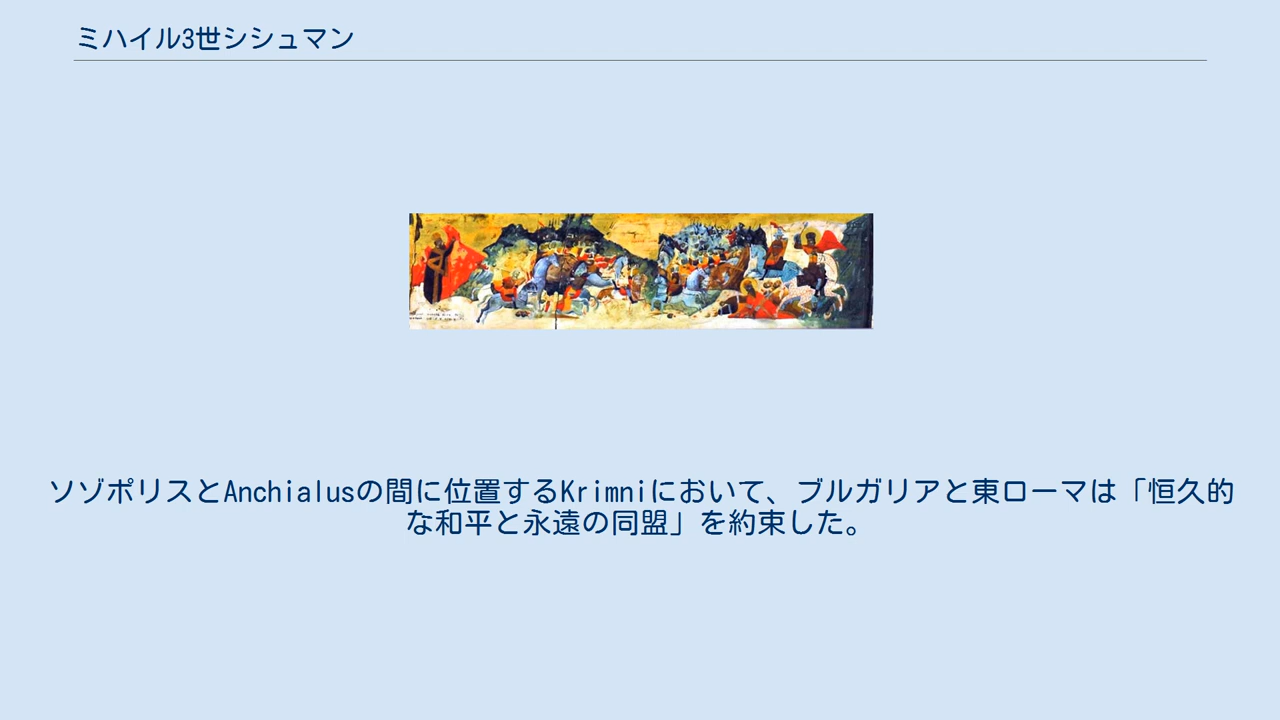 ミハイル3世シシュマン
ソゾポリスとAnchialusの間に位置するKrimniにおいて、ブルガリアと東ローマは「恒久的
な和平と永遠の同盟」を約束した。